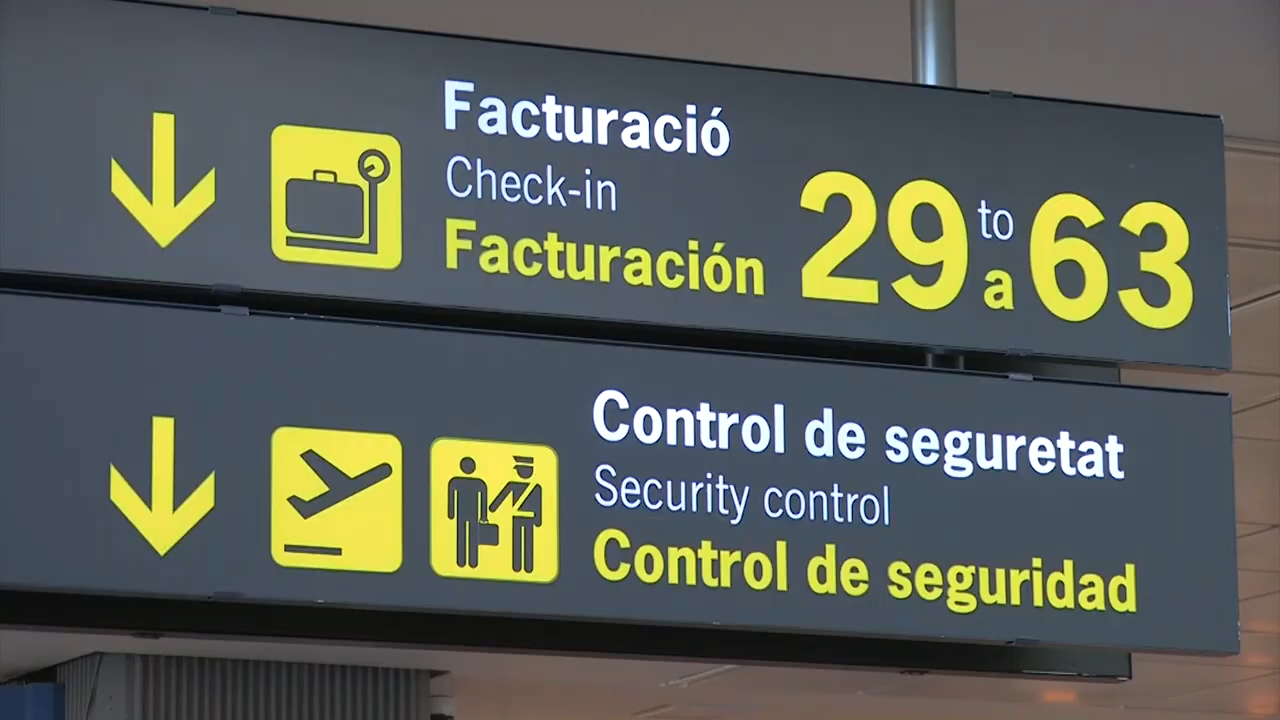 Facturació
Check-in
Facturación
29 to a 63
Control de seguretat
Security control
Control de seguridad